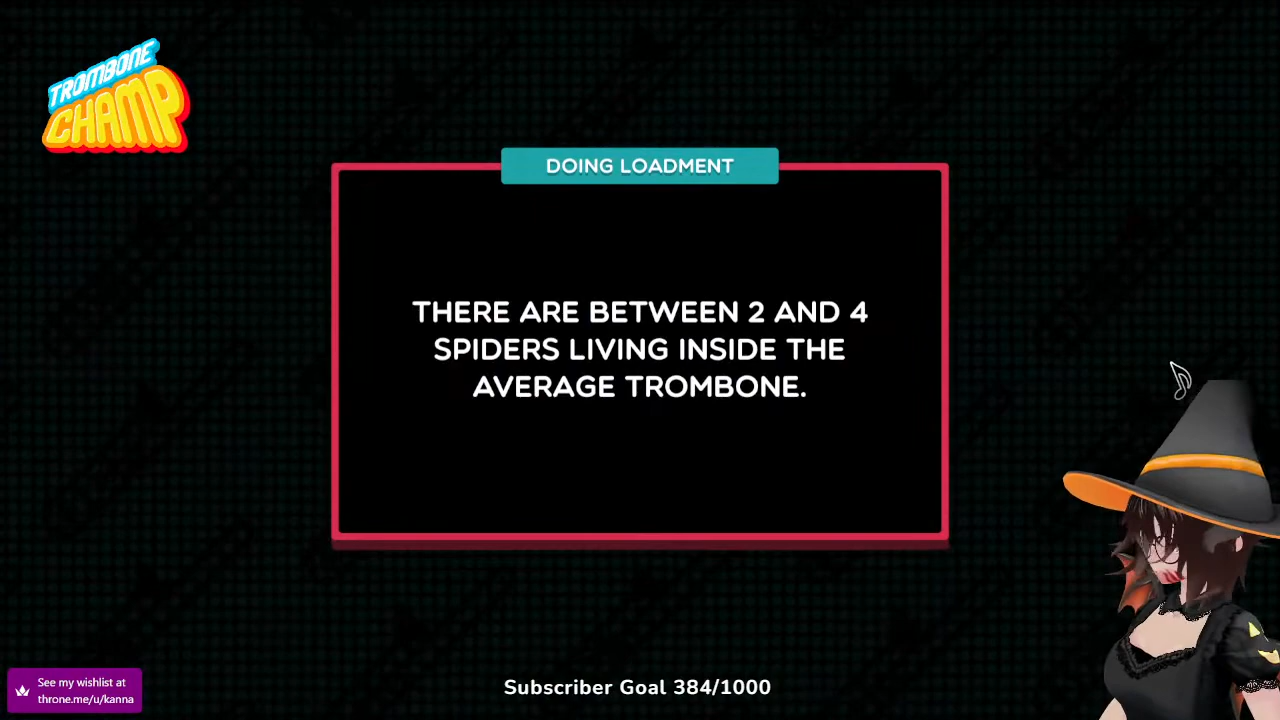 TROMBONE
CHAMP
DOING LOADMENT
THERE ARE BETWEEN 2 AND 4
SPIDERS LIVING INSIDE THE
AVERAGE TROMBONE.
See my wishlist at
throne.me/u/kanna
Subscriber Goal 384/1000